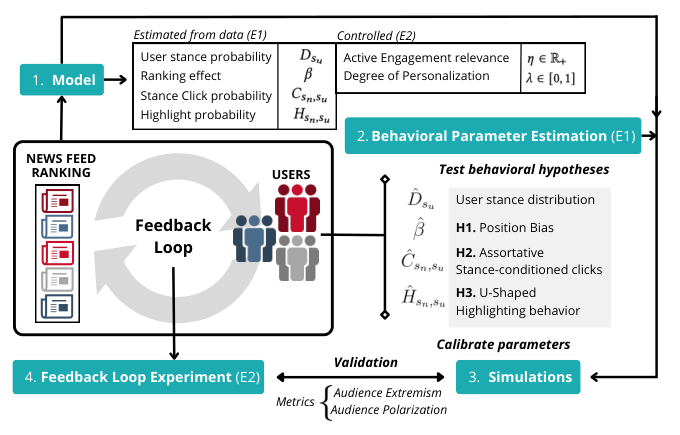 Estimated from data (E1)
Controlled (E2)
1. Model
User stance probability D_{s_u}
Ranking effect β
Stance Click probability C_{s_n,s_u}
Highlight probability H_{s_n,s_u}
Active Engagement relevance η ∈ ℝ₊
Degree of Personalization λ ∈ [0, 1]
2. Behavioral Parameter Estimation (E1)
NEWS FEED
RANKING
USERS
Feedback
Loop
Test behavioral hypotheses
D̂_{s_u} User stance distribution
β̂ H1. Position Bias
Ĉ_{s_n,s_u} H2. Assortative
Stance-conditioned clicks
Ĥ_{s_n,s_u} H3. U-Shaped
Highlighting behavior
Calibrate parameters
4. Feedback Loop Experiment (E2)
Validation
3. Simulations
Metrics { Audience Extremism
Audience Polarization